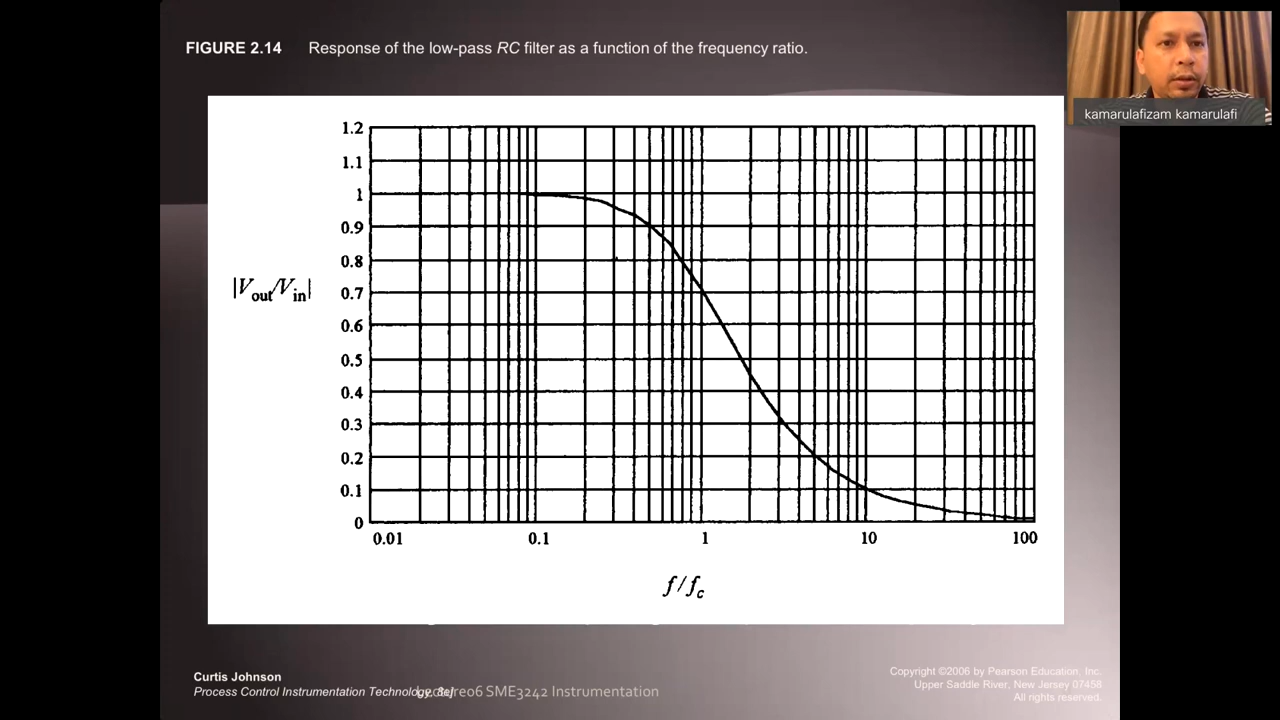 FIGURE 2.14 Response of the low-pass RC filter as a function of the frequency ratio.
kamarulafizam kamarulafi
1.2
1.1
1
0.9
0.8
|Vout/Vin|
0.7
0.6
0.5
0.4
0.3
0.2
0.1
0
0.01 0.1 1 10 100
f/fc
Curtis Johnson
Process Control Instrumentation Technology, 8e]
SME3242 Instrumentation
Copyright ©2006 by Pearson Education, Inc.
Upper Saddle River, New Jersey 07458
All rights reserved.